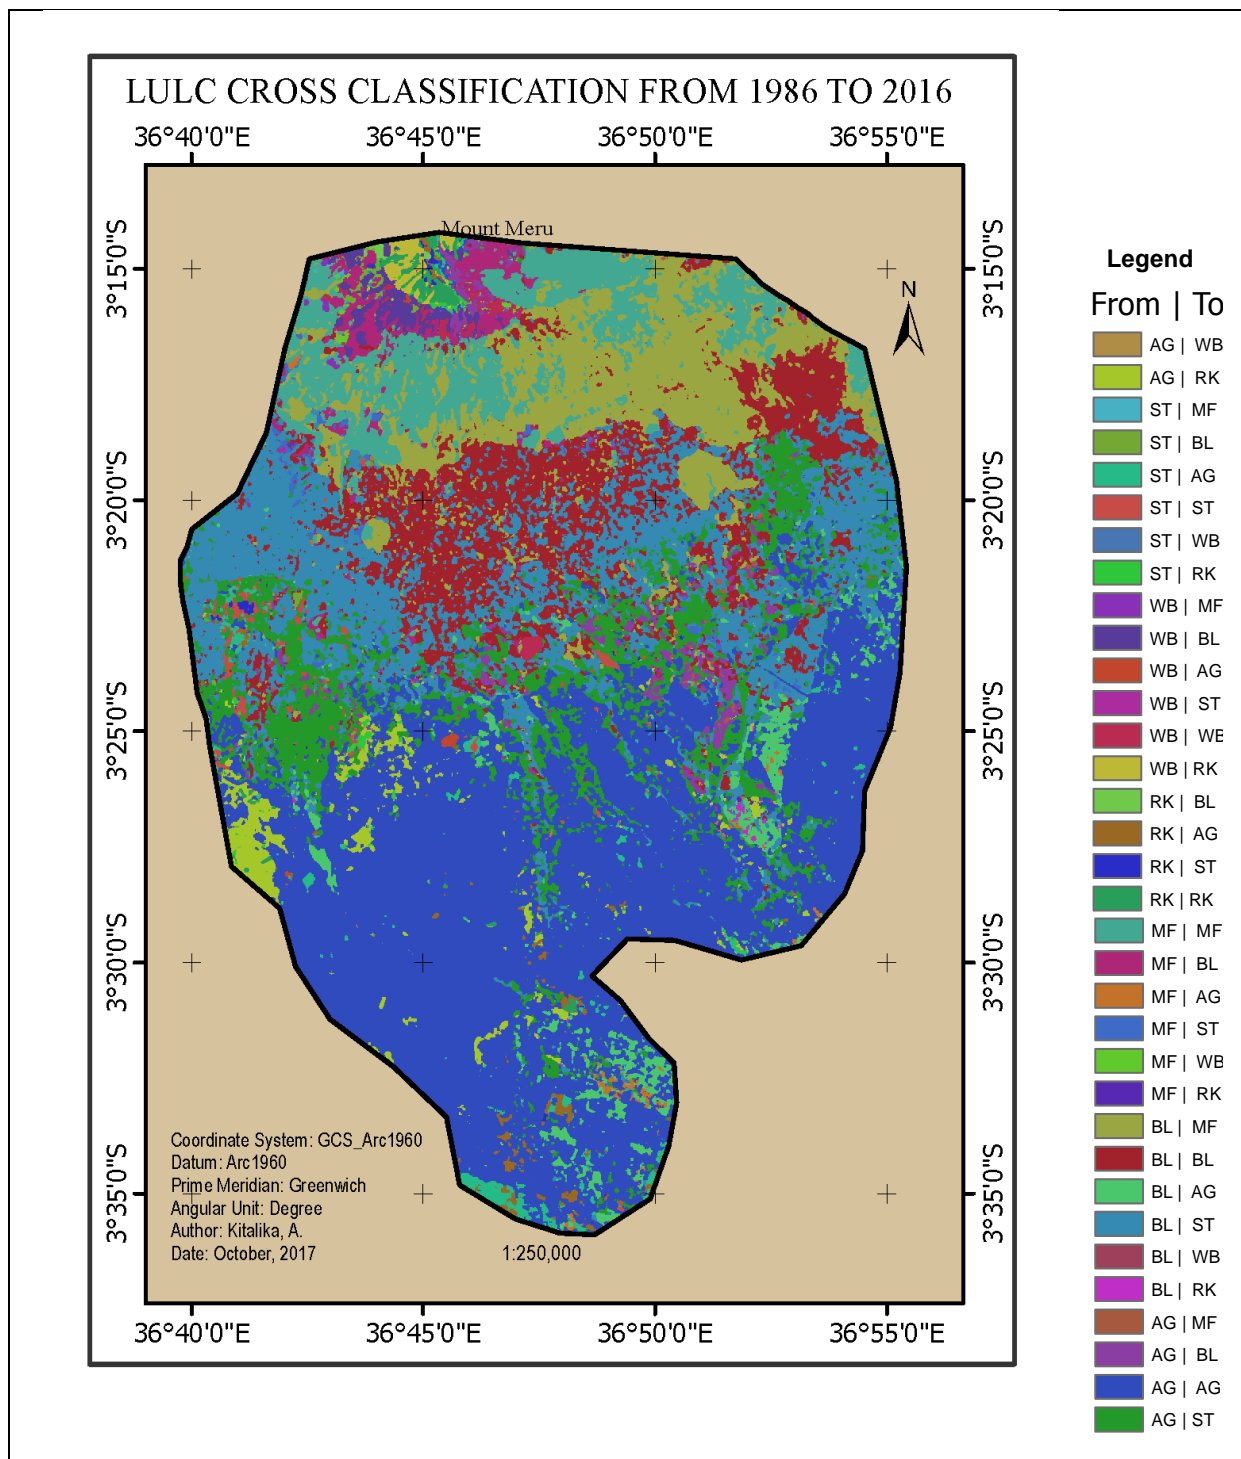 LULC CROSS CLASSIFICATION FROM 1986 TO 2016
36°40'0"E 36°45'0"E 36°50'0"E 36°55'0"E
Mount Meru
3°15'0"S 3°15'0"S
N
3°20'0"S 3°20'0"S
3°25'0"S 3°25'0"S
3°30'0"S 3°30'0"S
3°35'0"S 3°35'0"S
Coordinate System: GCS_Arc1960
Datum: Arc1960
Prime Meridian: Greenwich
Angular Unit: Degree
Author: Kitalika, A.
Date: October, 2017
1:250,000
36°40'0"E 36°45'0"E 36°50'0"E 36°55'0"E
Legend
From | To
AG | WB
AG | RK
ST | MF
ST | BL
ST | AG
ST | ST
ST | WB
ST | RK
WB | MF
WB | BL
WB | AG
WB | ST
WB | WB
WB | RK
RK | BL
RK | AG
RK | ST
RK | RK
MF | MF
MF | BL
MF | AG
MF | ST
MF | WB
MF | RK
BL | MF
BL | BL
BL | AG
BL | ST
BL | WB
BL | RK
AG | MF
AG | BL
AG | AG
AG | ST